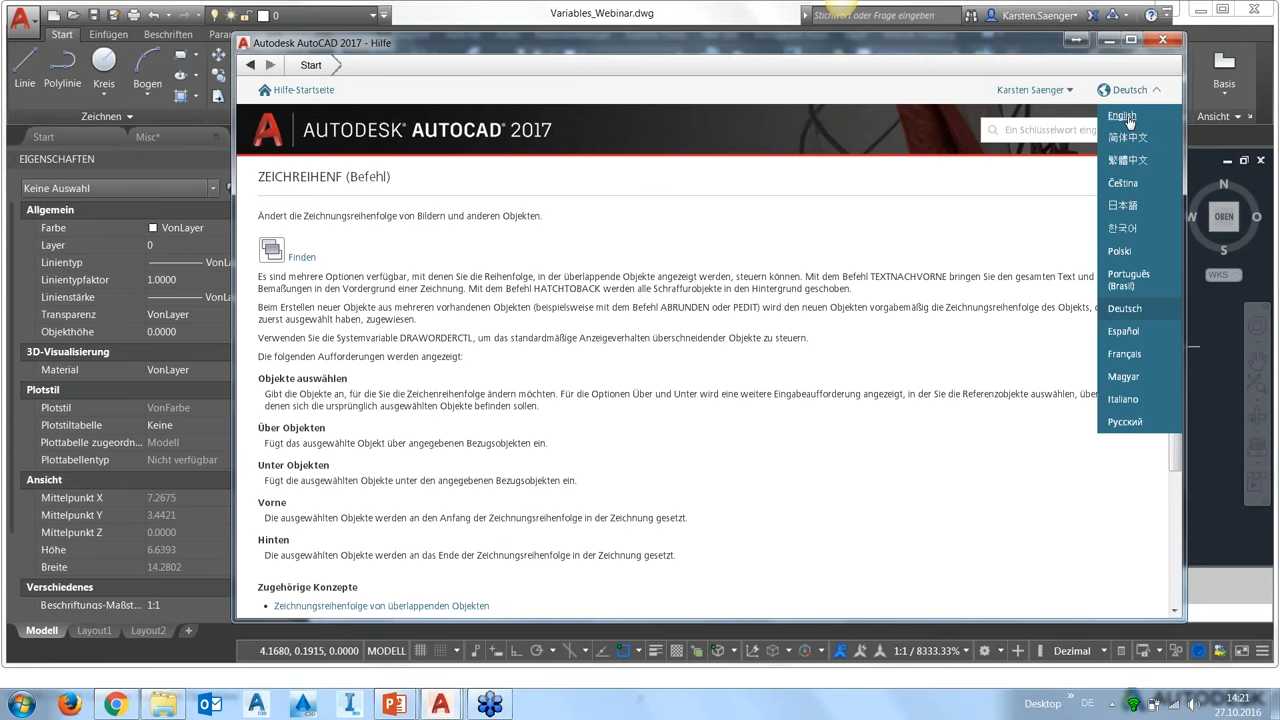 0
Variables_Webinar.dwg
Stichwort oder Frage eingeben
Karsten.Saenger
Start
Einfügen
Beschriften
Para
Linie
Polylinie
Kreis
Bogen
Zeichnen
Basis
Ansicht
Start
Misc*
EIGENSCHAFTEN
Keine Auswahl
Allgemein
Farbe VonLayer
Layer 0
Linientyp VonLa
Linientypfaktor 1.0000
Linienstärke VonLa
Transparenz VonLayer
Objekthöhe 0.0000
3D-Visualisierung
Material VonLayer
Plotstil
Plotstil VonFarbe
Plotstiltabelle Keine
Plottabelle zugeordn... Modell
Plottabellentyp Nicht verfügbar
Ansicht
Mittelpunkt X 7.2675
Mittelpunkt Y 3.4421
Mittelpunkt Z 0.0000
Höhe 6.6393
Breite 14.2802
Verschiedenes
Beschriftungs-Maßst... 1:1
Autodesk AutoCAD 2017 - Hilfe
Start
Hilfe-Startseite
Karsten Saenger
Deutsch
AUTODESK® AUTOCAD® 2017
Ein Schlüsselwort eing
ZEICHREIHENF (Befehl)
Ändert die Zeichnungsreihenfolge von Bildern und anderen Objekten.
Finden
Es sind mehrere Optionen verfügbar, mit denen Sie die Reihenfolge, in der überlappende Objekte angezeigt werden, steuern können. Mit dem Befehl TEXTNACHVORNE bringen Sie den gesamten Text und
Bemaßungen in den Vordergrund einer Zeichnung. Mit dem Befehl HATCHTOBACK werden alle Schraffurobjekte in den Hintergrund geschoben.
Beim Erstellen neuer Objekte aus mehreren vorhandenen Objekten (beispielsweise mit dem Befehl ABRUNDEN oder PEDIT) wird den neuen Objekten vorgabemäßig die Zeichnungsreihenfolge des Objekts,
zuerst ausgewählt haben, zugewiesen.
Verwenden Sie die Systemvariable DRAWORDERCTL, um das standardmäßige Anzeigeverhalten überschneidender Objekte zu steuern.
Die folgenden Aufforderungen werden angezeigt:
Objekte auswählen
Gibt die Objekte an, für die Sie die Zeichenreihenfolge ändern möchten. Für die Optionen Über und Unter wird eine weitere Eingabeaufforderung angezeigt, in der Sie die Referenzobjekte auswählen, übe
denen sich die ursprünglich ausgewählten Objekte befinden sollen.
Über Objekten
Fügt das ausgewählte Objekt über angegebenen Bezugsobjekten ein.
Unter Objekten
Fügt die ausgewählten Objekte unter den angegebenen Bezugsobjekten ein.
Vorne
Die ausgewählten Objekte werden an den Anfang der Zeichnungsreihenfolge in der Zeichnung gesetzt.
Hinten
Die ausgewählten Objekte werden an das Ende der Zeichnungsreihenfolge in der Zeichnung gesetzt.
Zugehörige Konzepte
• Zeichnungsreihenfolge von überlappenden Objekten
English
简体中文
繁體中文
Čeština
日本語
한국어
Polski
Português
(Brasil)
Deutsch
Español
Français
Magyar
Italiano
Русский
N
W OBEN O
S
WKS
Modell
Layout1
Layout2
+
4.1680, 0.1915, 0.0000
MODELL
1:1 / 8333.33%
Dezimal
Desktop
DE
14:21
27.10.2016